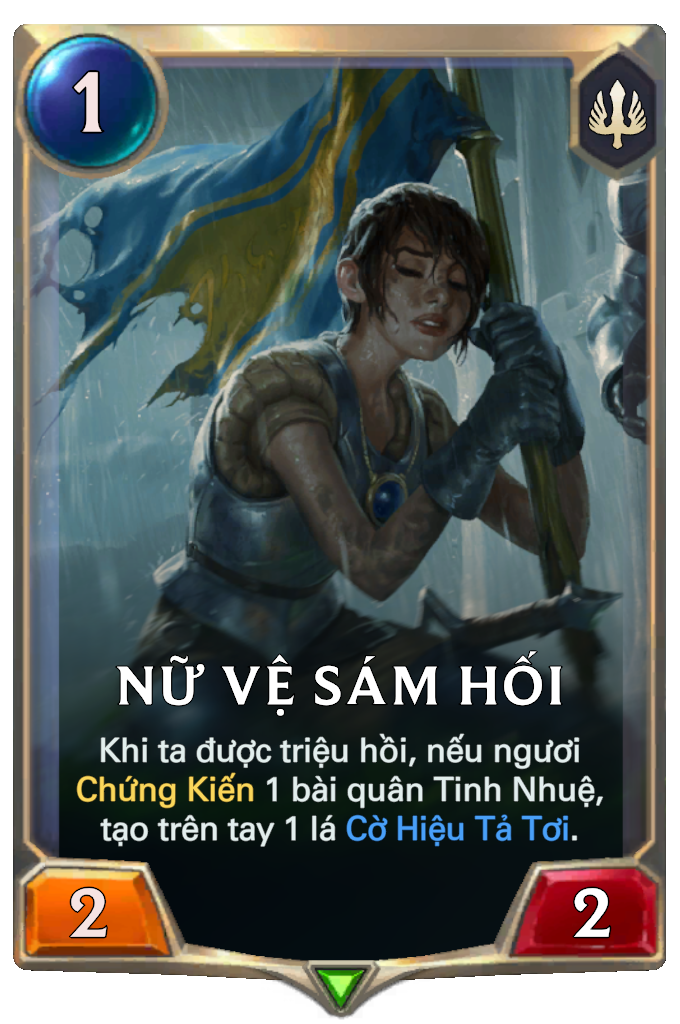 1
NỮ VỆ SÁM HỐI
Khi ta được triệu hồi, nếu ngươi
Chứng Kiến 1 bài quân Tinh Nhuệ,
tạo trên tay 1 lá Cờ Hiệu Tả Tơi.
2
2